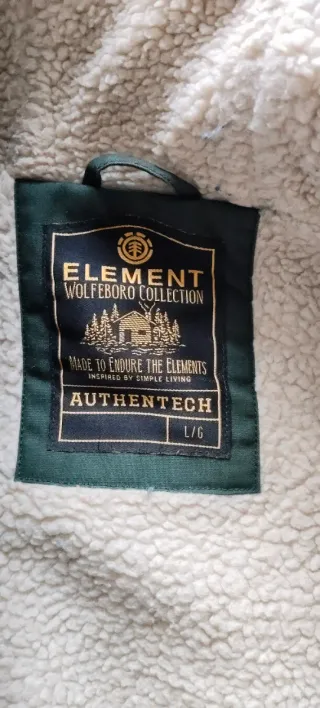 ELEMENT
WOLFEBORO COLLECTION
MADE TO ENDURE THE ELEMENTS
INSPIRED BY SIMPLE LIVING
AUTHENTECH
L/G